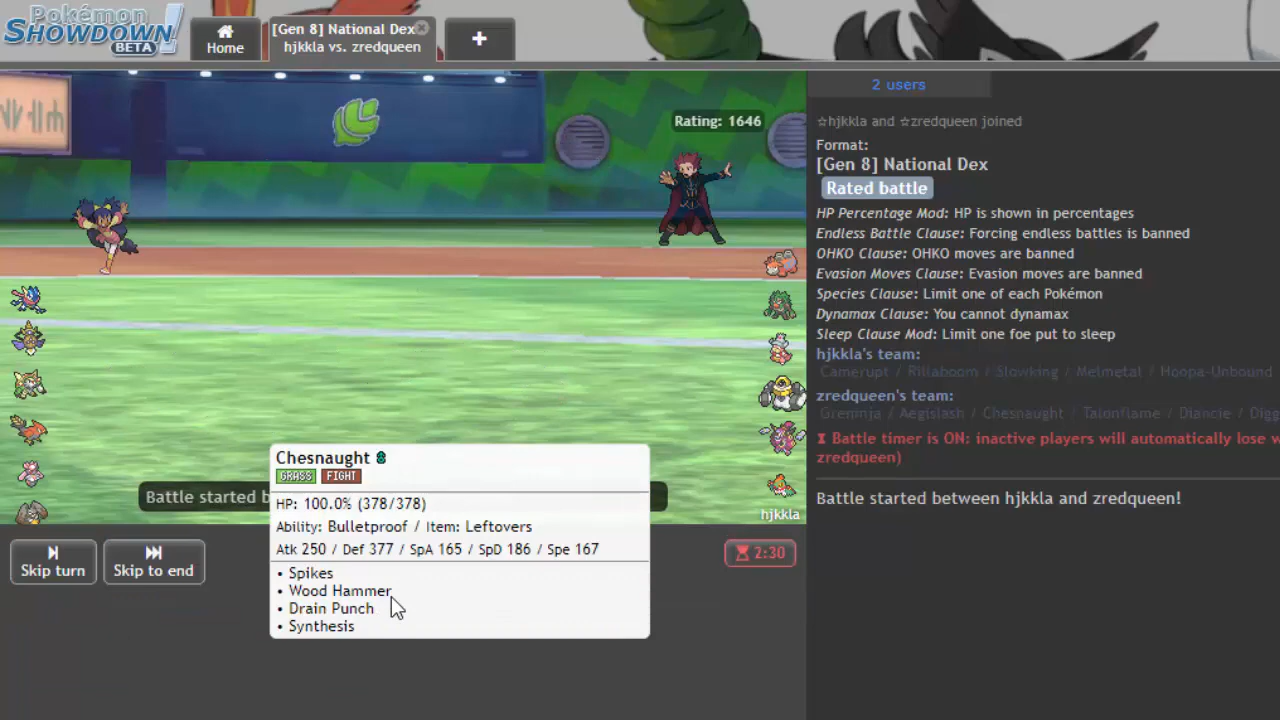 Pokémon
SHOWDOWN!
BETA
Home
[Gen 8] National Dex
hjkkla vs. zredqueen
2 users
☆hjkkla and ☆zredqueen joined
Format:
[Gen 8] National Dex
Rated battle
HP Percentage Mod: HP is shown in percentages
Endless Battle Clause: Forcing endless battles is banned
OHKO Clause: OHKO moves are banned
Evasion Moves Clause: Evasion moves are banned
Species Clause: Limit one of each Pokémon
Dynamax Clause: You cannot dynamax
Sleep Clause Mod: Limit one foe put to sleep
hjkkla's team:
Camerupt / Rillaboom / Slowking / Melmetal / Hoopa-Unbound
zredqueen's team:
Greninja / Aegislash / Chesnaught / Talonflame / Diancie / Digg
Battle timer is ON: inactive players will automatically lose w
zredqueen)
Battle started between hjkkla and zredqueen!
Rating: 1646
hjkkla
Battle started b
Chesnaught
GRASS FIGHT
HP: 100.0% (378/378)
Ability: Bulletproof / Item: Leftovers
Atk 250 / Def 377 / SpA 165 / SpD 186 / Spe 167
• Spikes
• Wood Hammer
• Drain Punch
• Synthesis
Skip turn
Skip to end
2:30